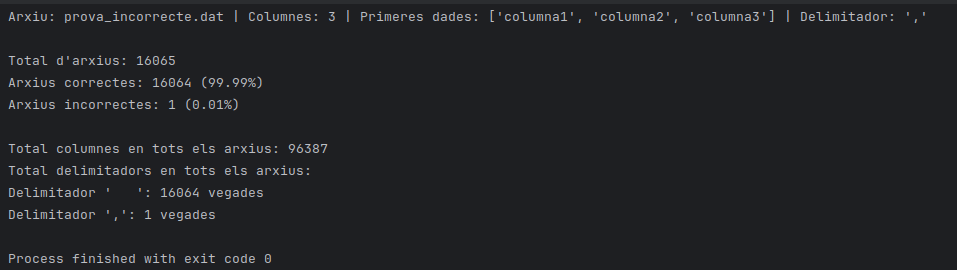 Arxiu: prova_incorrecte.dat | Columnes: 3 | Primeres dades: ['columna1', 'columna2', 'columna3'] | Delimitador: ','
Total d'arxius: 16065
Arxius correctes: 16064 (99.99%)
Arxius incorrectes: 1 (0.01%)
Total columnes en tots els arxius: 96387
Total delimitadors en tots els arxius:
Delimitador '   ': 16064 vegades
Delimitador ',': 1 vegades
Process finished with exit code 0